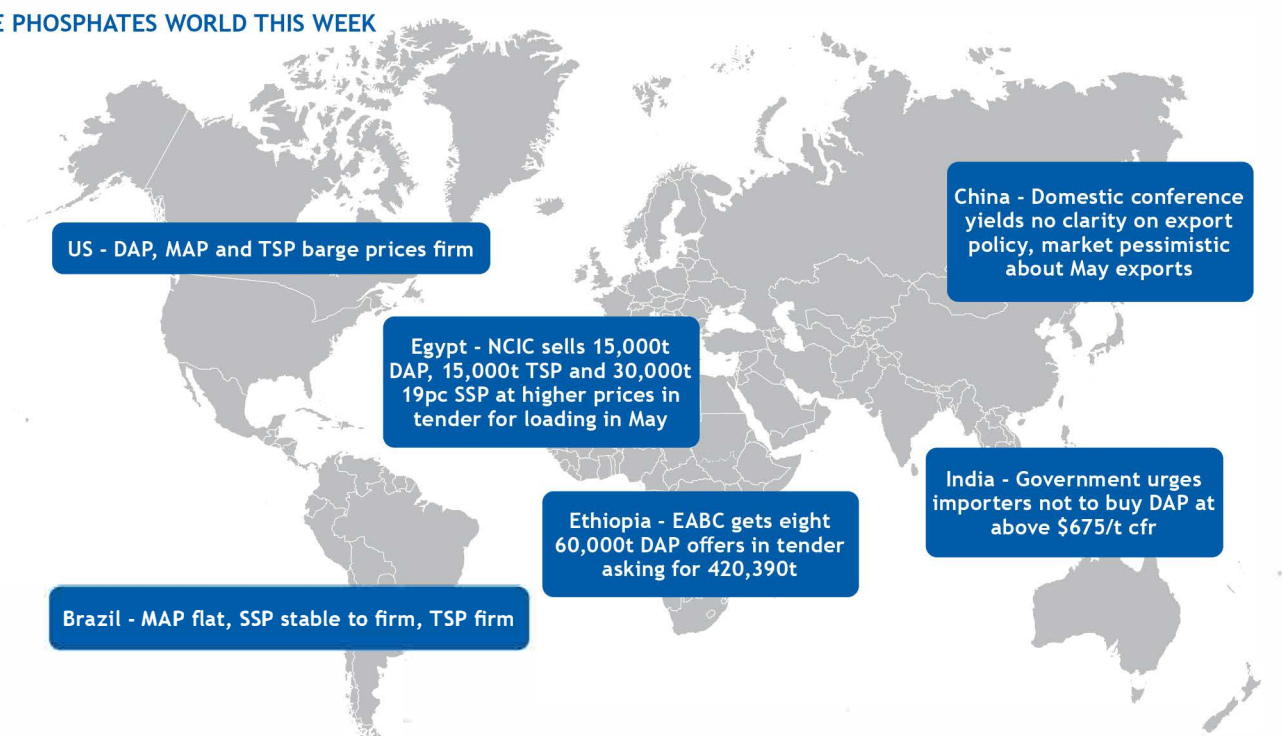 E PHOSPHATES WORLD THIS WEEK
China - Domestic conference
yields no clarity on export
policy, market pessimistic
about May exports
US - DAP, MAP and TSP barge prices firm
Egypt - NCIC sells 15,000t
DAP, 15,000t TSP and 30,000t
19pc SSP at higher prices in
tender for loading in May
India - Government urges
importers not to buy DAP at
above $675/t cfr
Ethiopia - EABC gets eight
60,000t DAP offers in tender
asking for 420,390t
Brazil - MAP flat, SSP stable to firm, TSP firm